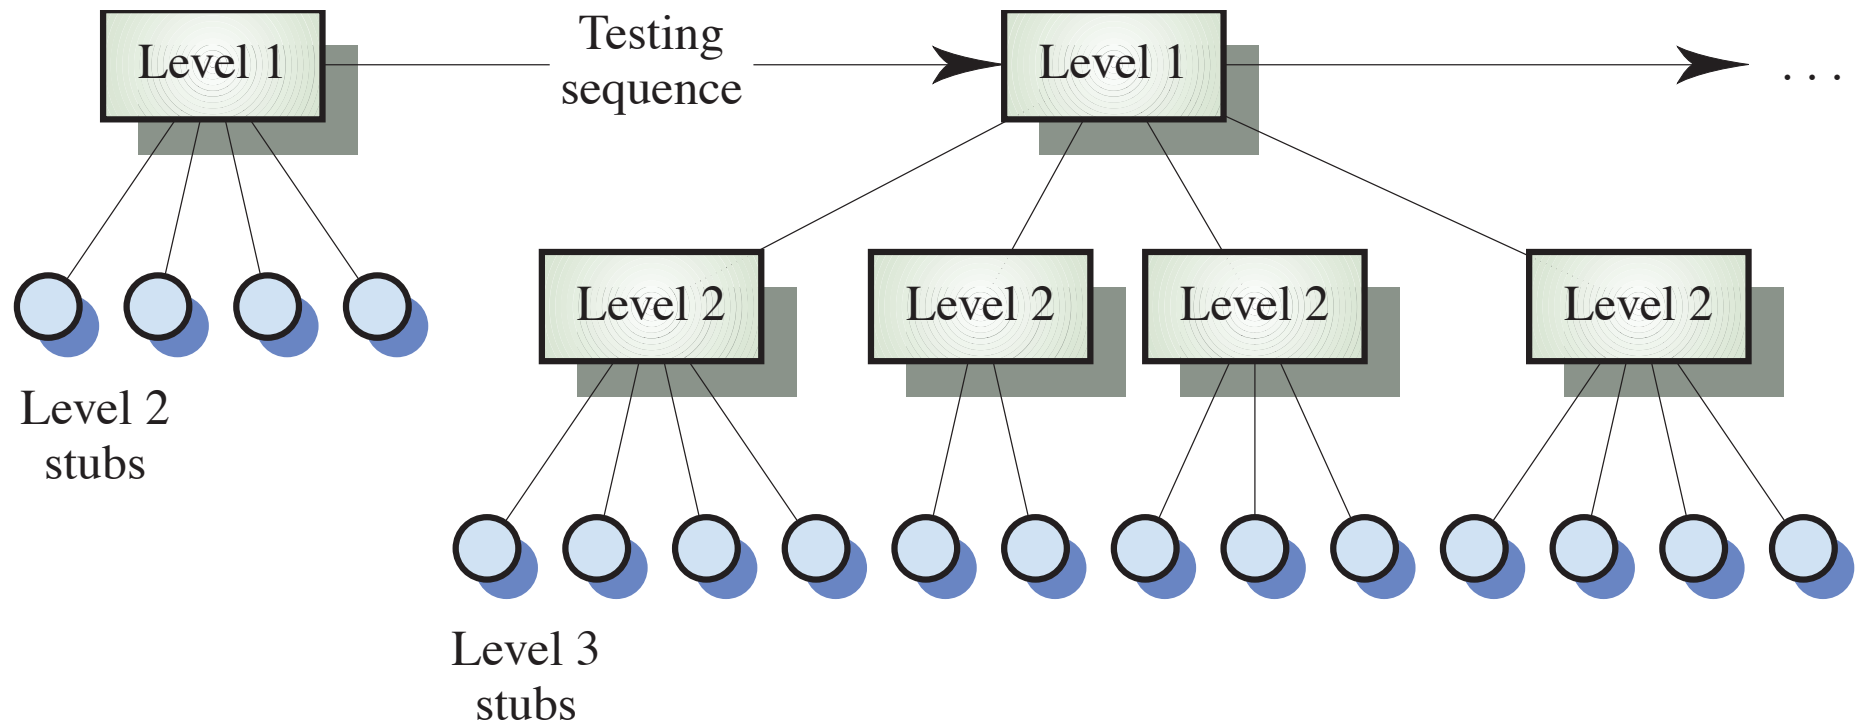 Level 1
Testing
sequence
Level 1
. . .
Level 2
Level 2
Level 2
Level 2
Level 2
stubs
Level 3
stubs